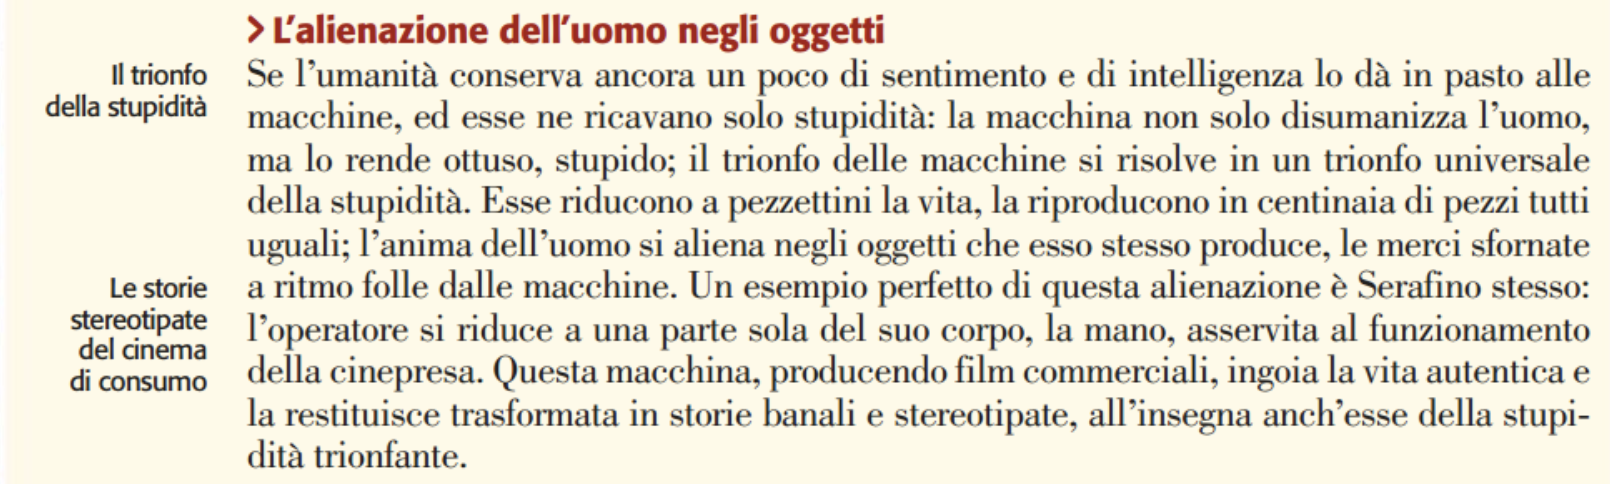 > L'alienazione dell'uomo negli oggetti
Il trionfo
della stupidità
Se l'umanità conserva ancora un poco di sentimento e di intelligenza lo dà in pasto alle
macchine, ed esse ne ricavano solo stupidità: la macchina non solo disumanizza l'uomo,
ma lo rende ottuso, stupido; il trionfo delle macchine si risolve in un trionfo universale
della stupidità. Esse riducono a pezzettini la vita, la riproducono in centinaia di pezzi tutti
uguali; l'anima dell'uomo si aliena negli oggetti che esso stesso produce, le merci sfornate
Le storie
stereotipate
del cinema
di consumo
a ritmo folle dalle macchine. Un esempio perfetto di questa alienazione è Serafino stesso:
l'operatore si riduce a una parte sola del suo corpo, la mano, asservita al funzionamento
della cinepresa. Questa macchina, producendo film commerciali, ingoia la vita autentica e
la restituisce trasformata in storie banali e stereotipate, all'insegna anch'esse della stupi-
dità trionfante.